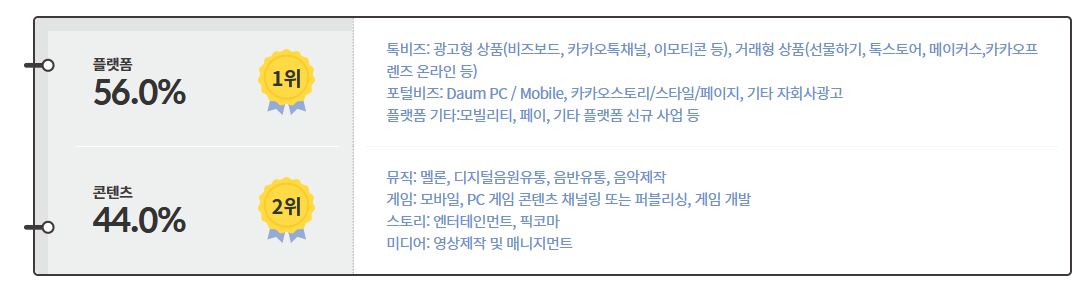 플랫폼
56.0%
1위
톡비즈: 광고형 상품(비즈보드, 카카오톡채널, 이모티콘 등), 거래형 상품(선물하기, 톡스토어, 메이커스,카카오프
렌즈 온라인 등)
포털비즈: Daum PC / Mobile, 카카오스토리/스타일/페이지, 기타 자회사광고
플랫폼 기타:모빌리티, 페이, 기타 플랫폼 신규 사업 등
콘텐츠
44.0%
2위
뮤직: 멜론, 디지털음원유통, 음반유통, 음악제작
게임: 모바일, PC 게임 콘텐츠 채널링 또는 퍼블리싱, 게임 개발
스토리: 엔터테인먼트, 픽코마
미디어: 영상제작 및 매니지먼트